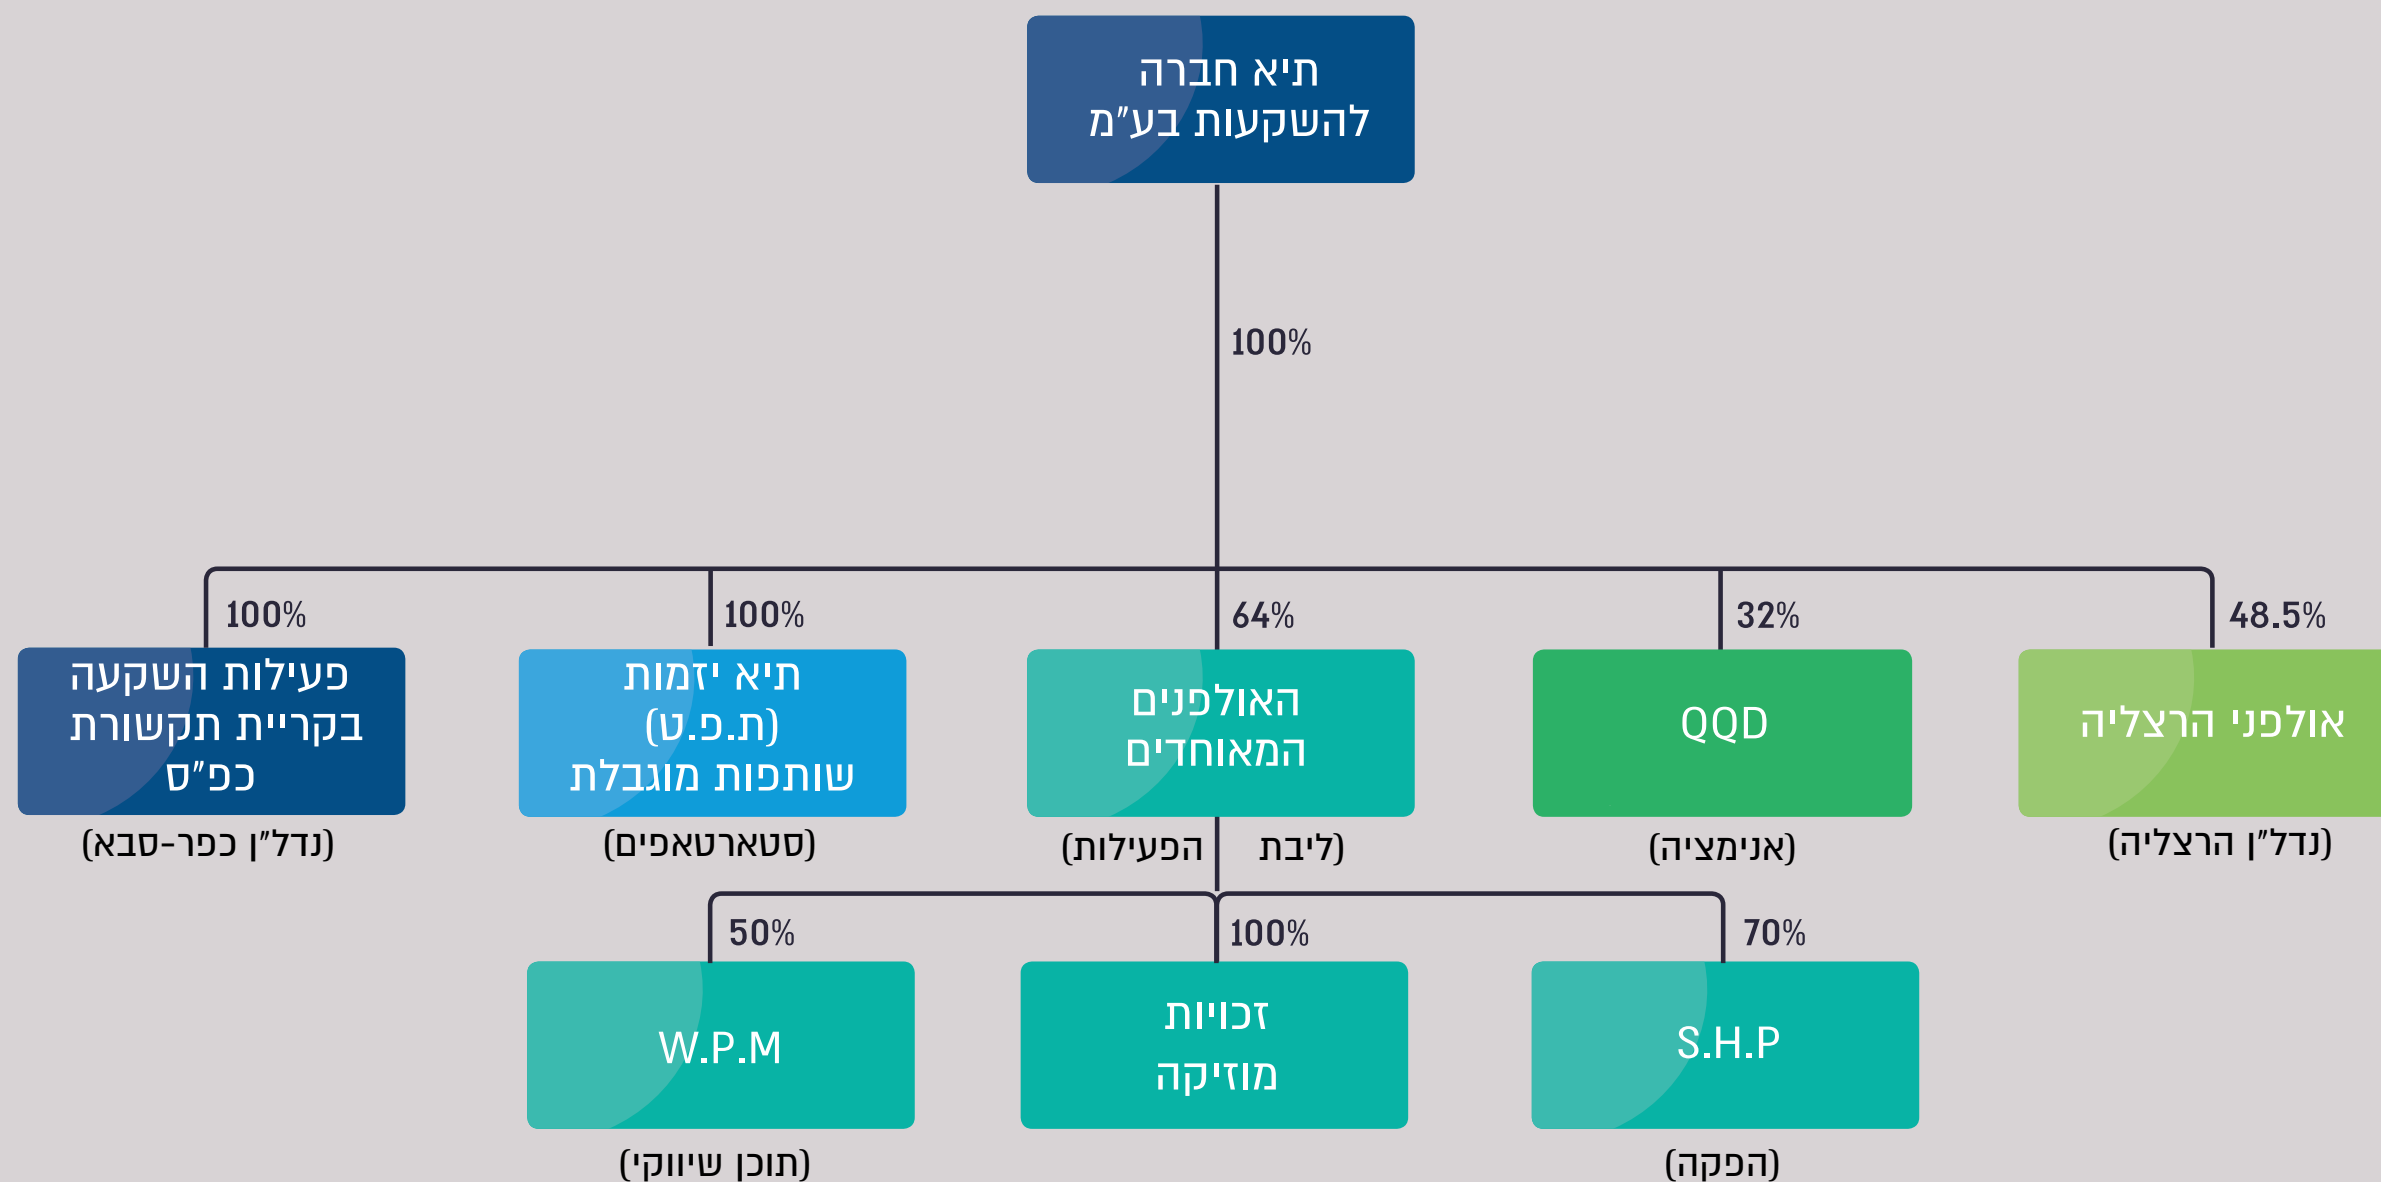 תיא חברה
להשקעות בע"מ
100%
48.5%
32%
64%
100%
100%
אולפני הרצליה
(נדל"ן הרצליה)
QQD
(אנימציה)
האולפנים
המאוחדים
(ליבת הפעילות)
תיא יזמות
(ת.פ.ט)
שותפות מוגבלת
(סטארטאפים)
פעילות השקעה
בקריית תקשורת
כפ"ס
(נדל"ן כפר-סבא)
70%
100%
50%
S.H.P
(הפקה)
זכויות
מוזיקה
W.P.M
(תוכן שיווקי)